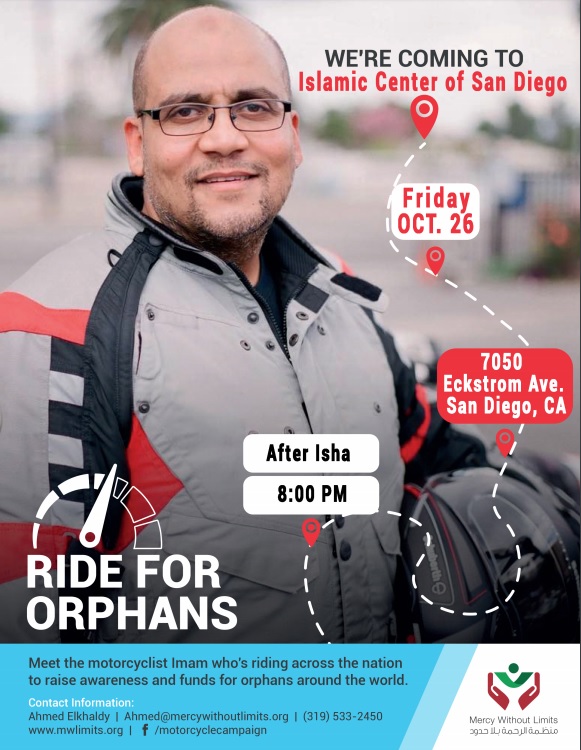 WE'RE COMING TO
Islamic Center of San Diego
Friday
OCT. 26
7050
Eckstrom Ave.
San Diego, CA
After Isha
8:00 PM
RIDE FOR
ORPHANS
Meet the motorcyclist Imam who's riding across the nation
to raise awareness and funds for orphans around the world.
Contact Information:
Ahmed Elkhaldy | Ahmed@mercywithoutlimits.org | (319) 533-2450
www.mwlimits.org | f /motorcyclecampaign
Mercy Without Limits
منظمة الرحمة بلا حدود